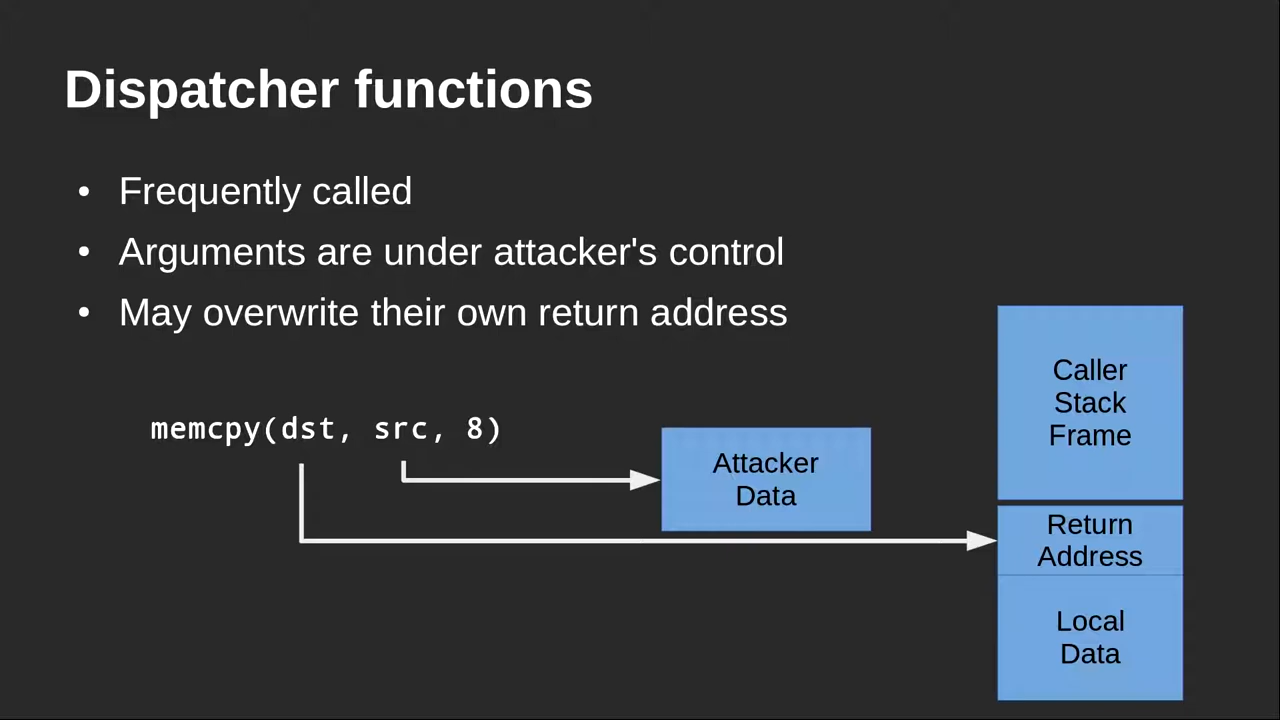 Dispatcher functions
• Frequently called
• Arguments are under attacker's control
• May overwrite their own return address
memcpy(dst, src, 8)
Attacker
Data
Caller
Stack
Frame
Return
Address
Local
Data